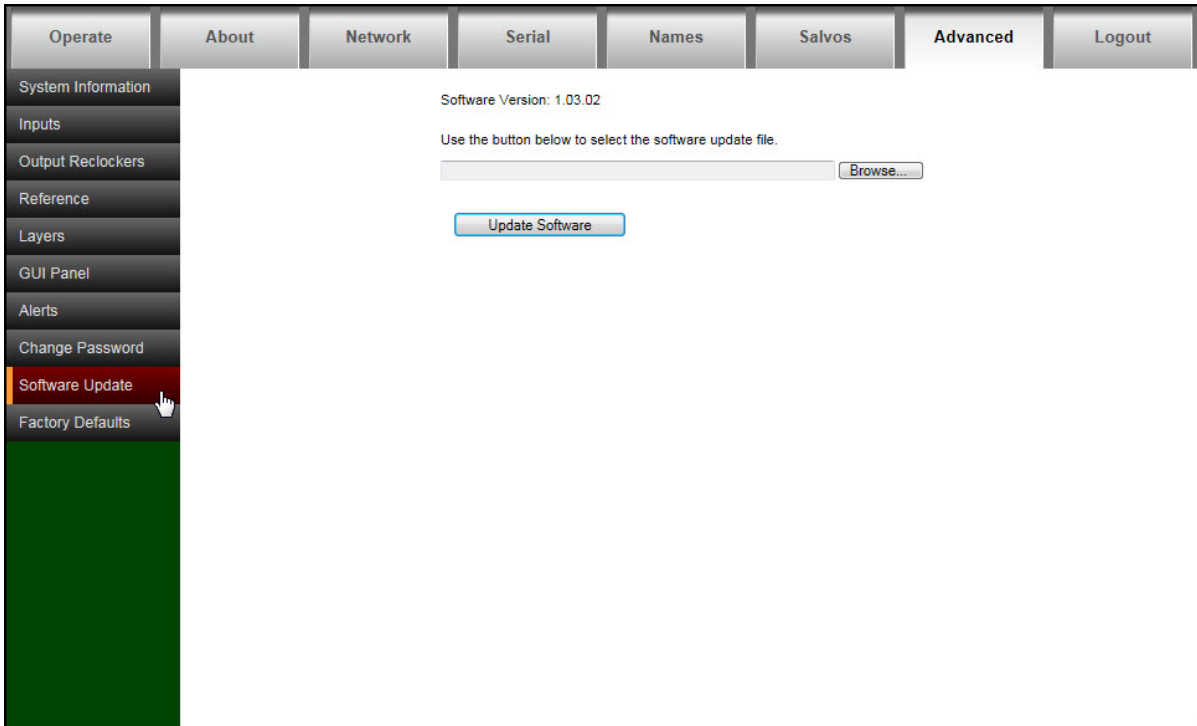 Operate About Network Serial Names Salvos Advanced Logout
System Information
Inputs
Output Reclockers
Reference
Layers
GUI Panel
Alerts
Change Password
Software Update
Factory Defaults
Software Version: 1.03.02
Use the button below to select the software update file.
Browse...
Update Software